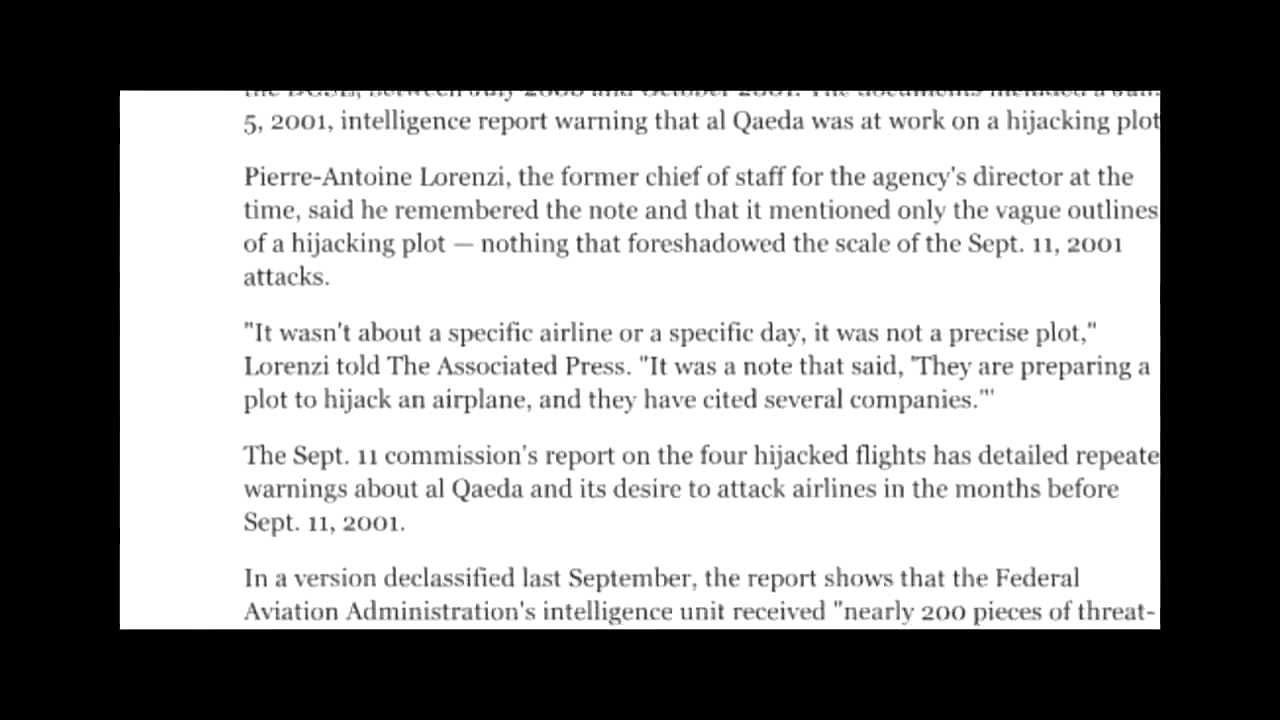 5, 2001, intelligence report warning that al Qaeda was at work on a hijacking plot
Pierre-Antoine Lorenzi, the former chief of staff for the agency's director at the
time, said he remembered the note and that it mentioned only the vague outlines
of a hijacking plot — nothing that foreshadowed the scale of the Sept. 11, 2001
attacks.
"It wasn't about a specific airline or a specific day, it was not a precise plot,"
Lorenzi told The Associated Press. "It was a note that said, 'They are preparing a
plot to hijack an airplane, and they have cited several companies.'"
The Sept. 11 commission's report on the four hijacked flights has detailed repeate
warnings about al Qaeda and its desire to attack airlines in the months before
Sept. 11, 2001.
In a version declassified last September, the report shows that the Federal
Aviation Administration's intelligence unit received "nearly 200 pieces of threat-